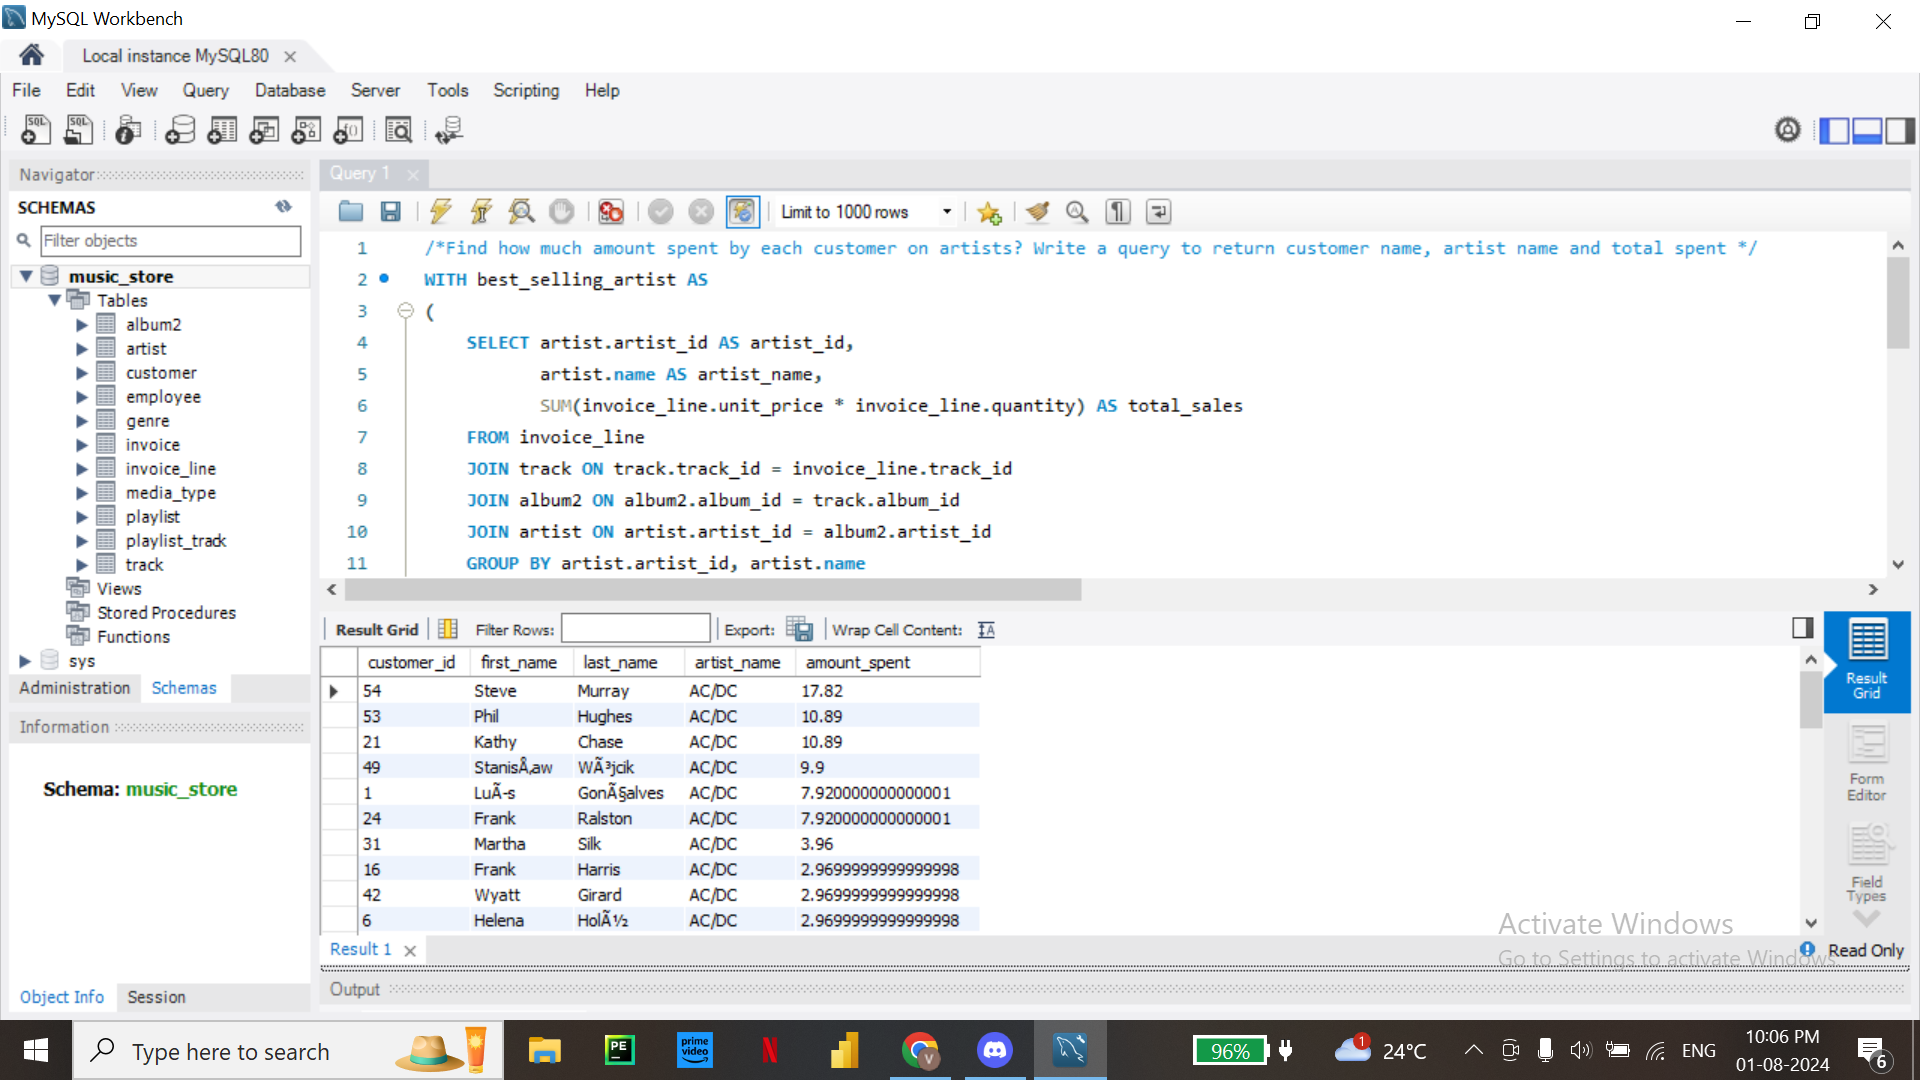 MySQL Workbench
Local instance MySQL80
File Edit View Query Database Server Tools Scripting Help
Navigator
SCHEMAS
Filter objects
music_store
Tables
album2
artist
customer
employee
genre
invoice
invoice_line
media_type
playlist
playlist_track
track
Views
Stored Procedures
Functions
sys
Administration Schemas
Information
Schema: music_store
Object Info Session
Query 1
Limit to 1000 rows
1 /*Find how much amount spent by each customer on artists? Write a query to return customer name, artist name and total spent */
2 WITH best_selling_artist AS
3 (
4 SELECT artist.artist_id AS artist_id,
5 artist.name AS artist_name,
6 SUM(invoice_line.unit_price * invoice_line.quantity) AS total_sales
7 FROM invoice_line
8 JOIN track ON track.track_id = invoice_line.track_id
9 JOIN album2 ON album2.album_id = track.album_id
10 JOIN artist ON artist.artist_id = album2.artist_id
11 GROUP BY artist.artist_id, artist.name
Result Grid Filter Rows: Export: Wrap Cell Content:
customer_id first_name last_name artist_name amount_spent
54 Steve Murray AC/DC 17.82
53 Phil Hughes AC/DC 10.89
21 Kathy Chase AC/DC 10.89
49 StanisÅ‚aw WÃ³jcik AC/DC 9.9
1 LuÃ-s GonÃ§alves AC/DC 7.920000000000001
24 Frank Ralston AC/DC 7.920000000000001
31 Martha Silk AC/DC 3.96
16 Frank Harris AC/DC 2.9699999999999998
42 Wyatt Girard AC/DC 2.9699999999999998
6 Helena HolÃ½ AC/DC 2.9699999999999998
Result Grid
Form Editor
Field Types
Result 1
Read Only
Output
Activate Windows
Go to Settings to activate Windows.
Type here to search
PE
prime video
N
V
96%
1
24°C
ENG
10:06 PM
01-08-2024
6